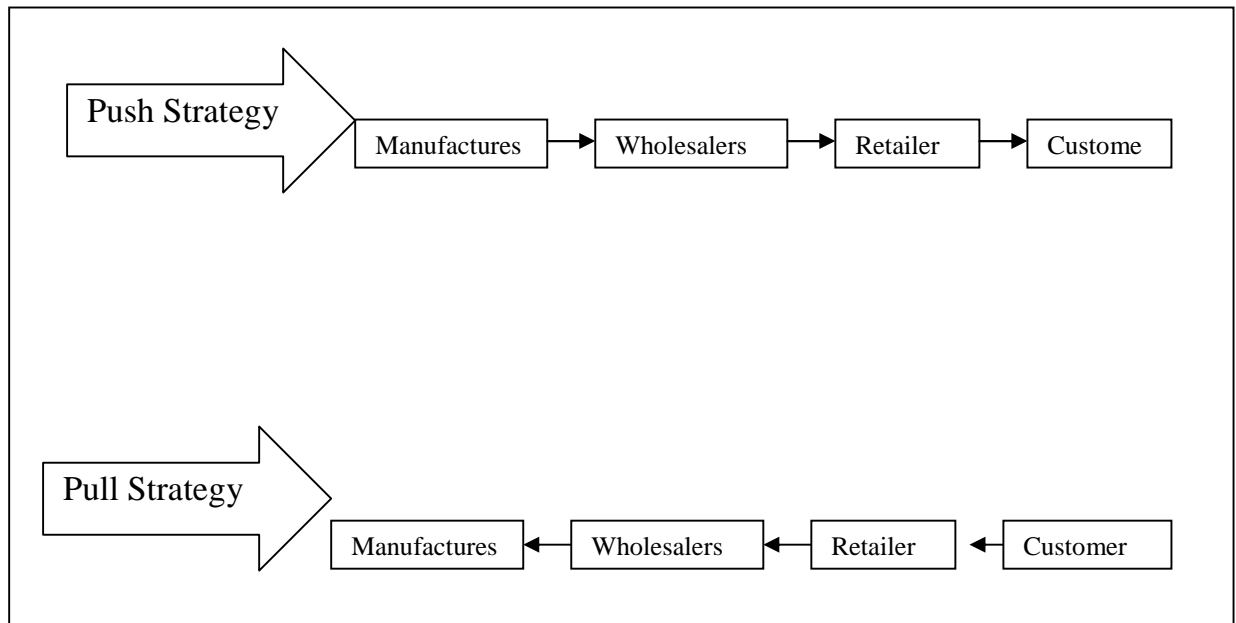 Push Strategy
Manufactures Wholesalers Retailer Custome
Pull Strategy
Manufactures Wholesalers Retailer Customer